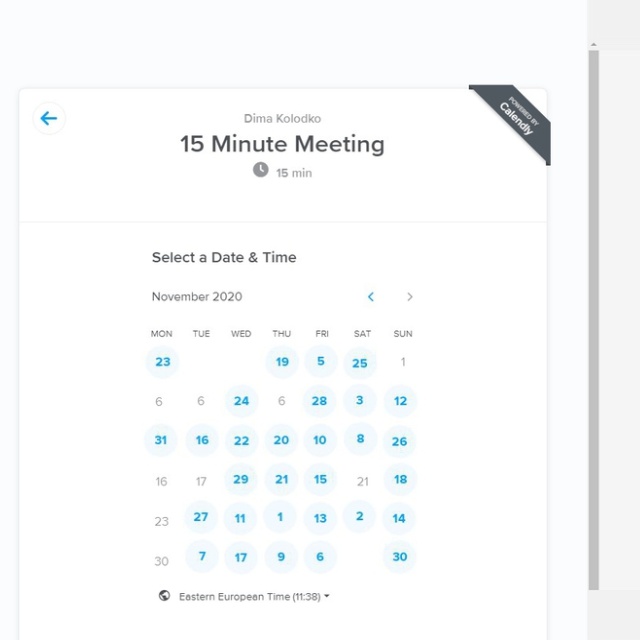 POWERED BY
Calendly
Dima Kolodko
15 Minute Meeting
15 min
Select a Date & Time
November 2020
MON TUE WED THU FRI SAT SUN
23 19 5 25 1
6 6 24 6 28 3 12
31 16 22 20 10 8 26
16 17 29 21 15 21 18
23 27 11 1 13 2 14
30 7 17 9 6 30
Eastern European Time (11:38)